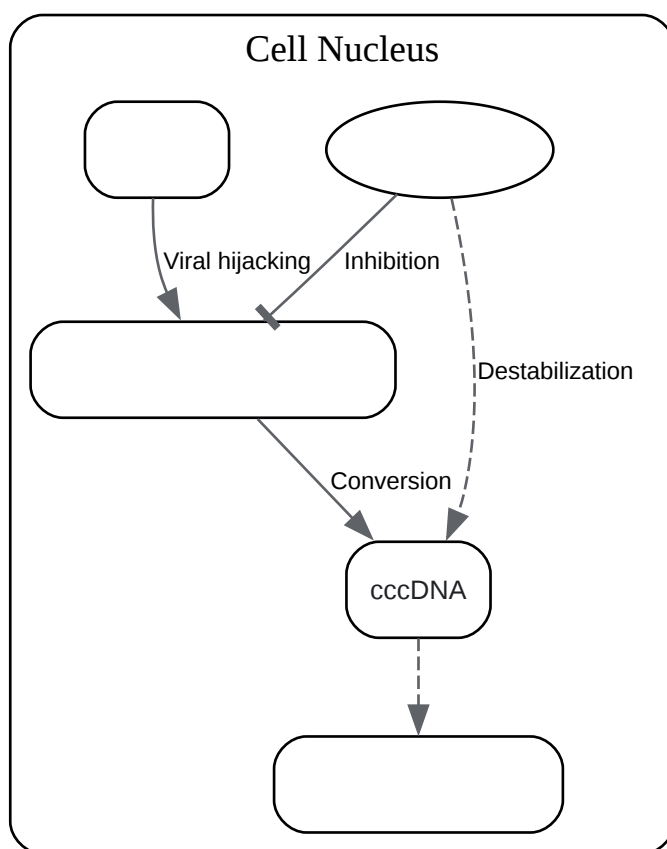 Cell Nucleus
Viral hijacking
Inhibition
Destabilization
Conversion
cccDNA